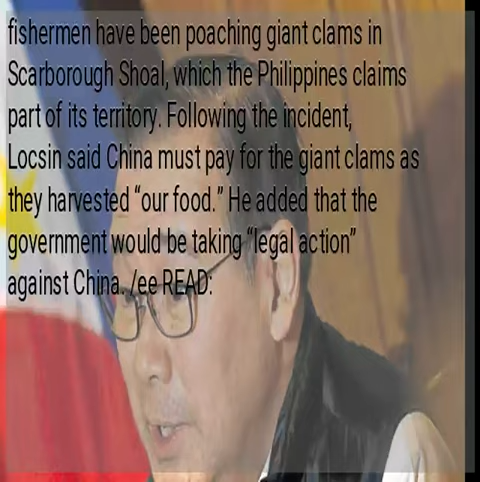 fishermen have been poaching giant clams in
Scarborough Shoal, which the Philippines claims
part of its territory. Following the incident,
Locsin said China must pay for the giant clams as
they harvested “our food.” He added that the
government would be taking “legal action”
against China. /ee READ: